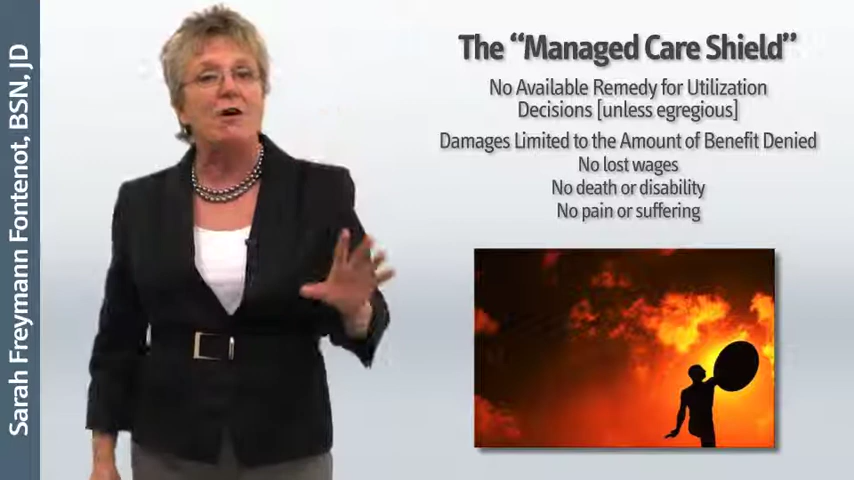 Sarah Freymann Fontenot, BSN, JD
The “Managed Care Shield”
No Available Remedy for Utilization
Decisions [unless egregious]
Damages Limited to the Amount of Benefit Denied
No lost wages
No death or disability
No pain or suffering